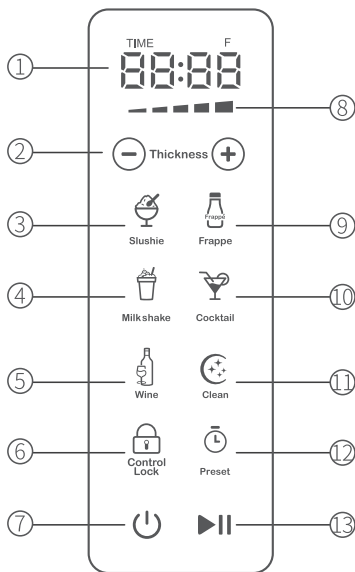 TIME F
① 88:88
⑧
② Thickness
③ ⑨
Frappe
Slushie Frappe
④ ⑩
Milkshake Cocktail
⑤ ⑪
Wine Clean
⑥ ⑫
Control
Lock Preset
⑦ ⑬